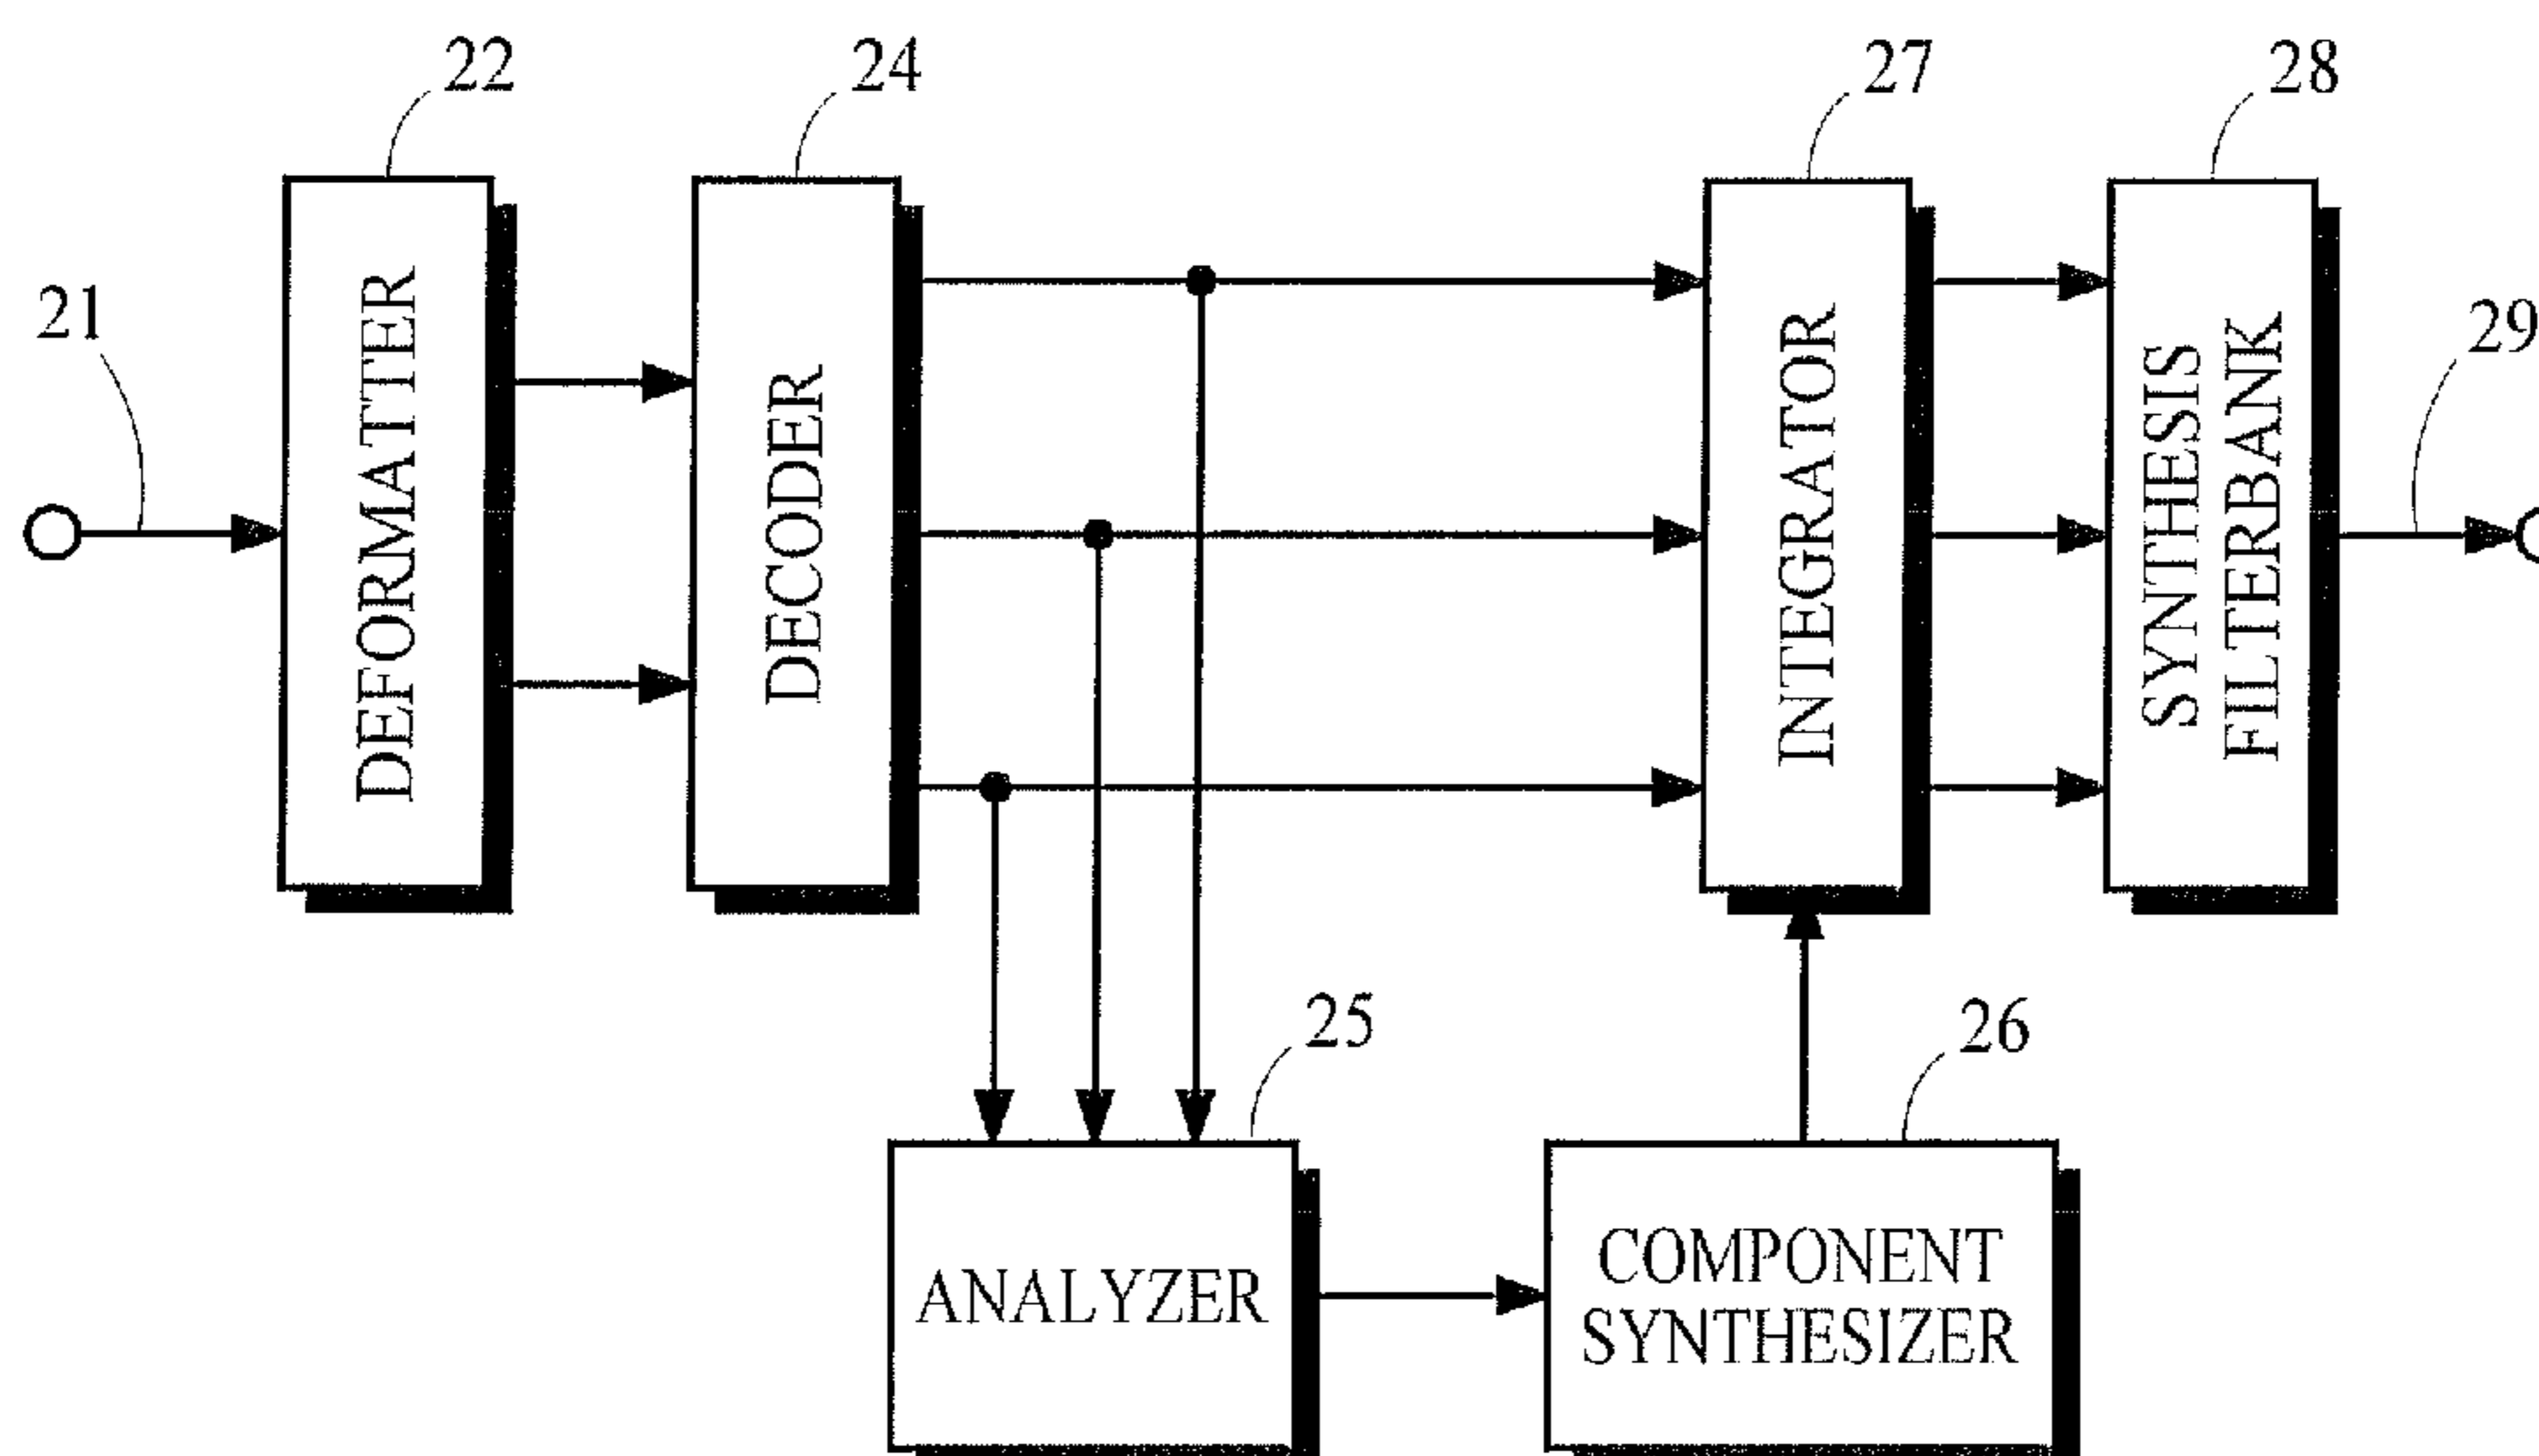 22
24
27
28
21
29
DEFORMATTER
DECODER
INTEGRATOR
SYNTHESIS
FILTERBANK
25
26
ANALYZER
COMPONENT
SYNTHESIZER